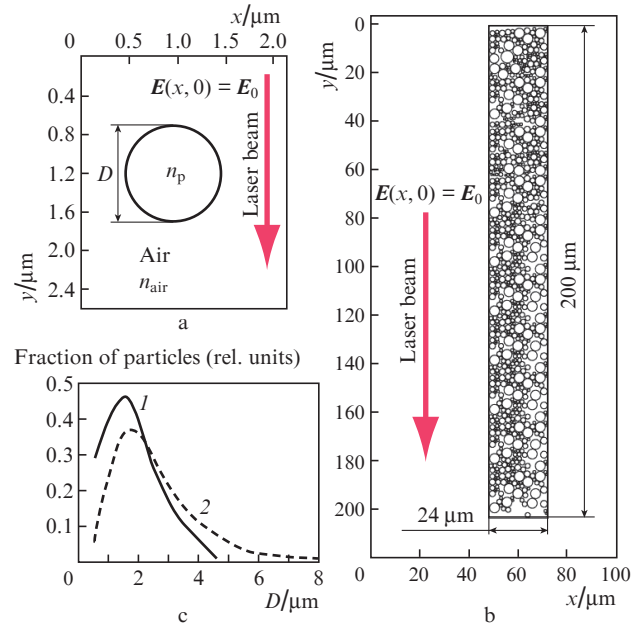 x/μm
0 0.5 1.0 1.5 2.0
E(x, 0) = E₀
0.4
0.8
D
nₚ
1.2
1.6
Laser beam
2.0
Air
n_air
2.4
y/μm
a
Fraction of particles (rel. units)
0.5
1
0.4
0.3
2
0.2
0.1
0 2 4 6 8
D/μm
c
0
20
y/μm
40
60
E(x, 0) = E₀
80
100
Laser beam
200 μm
120
140
160
180
200
24 μm
0 20 40 60 80 100
x/μm
b